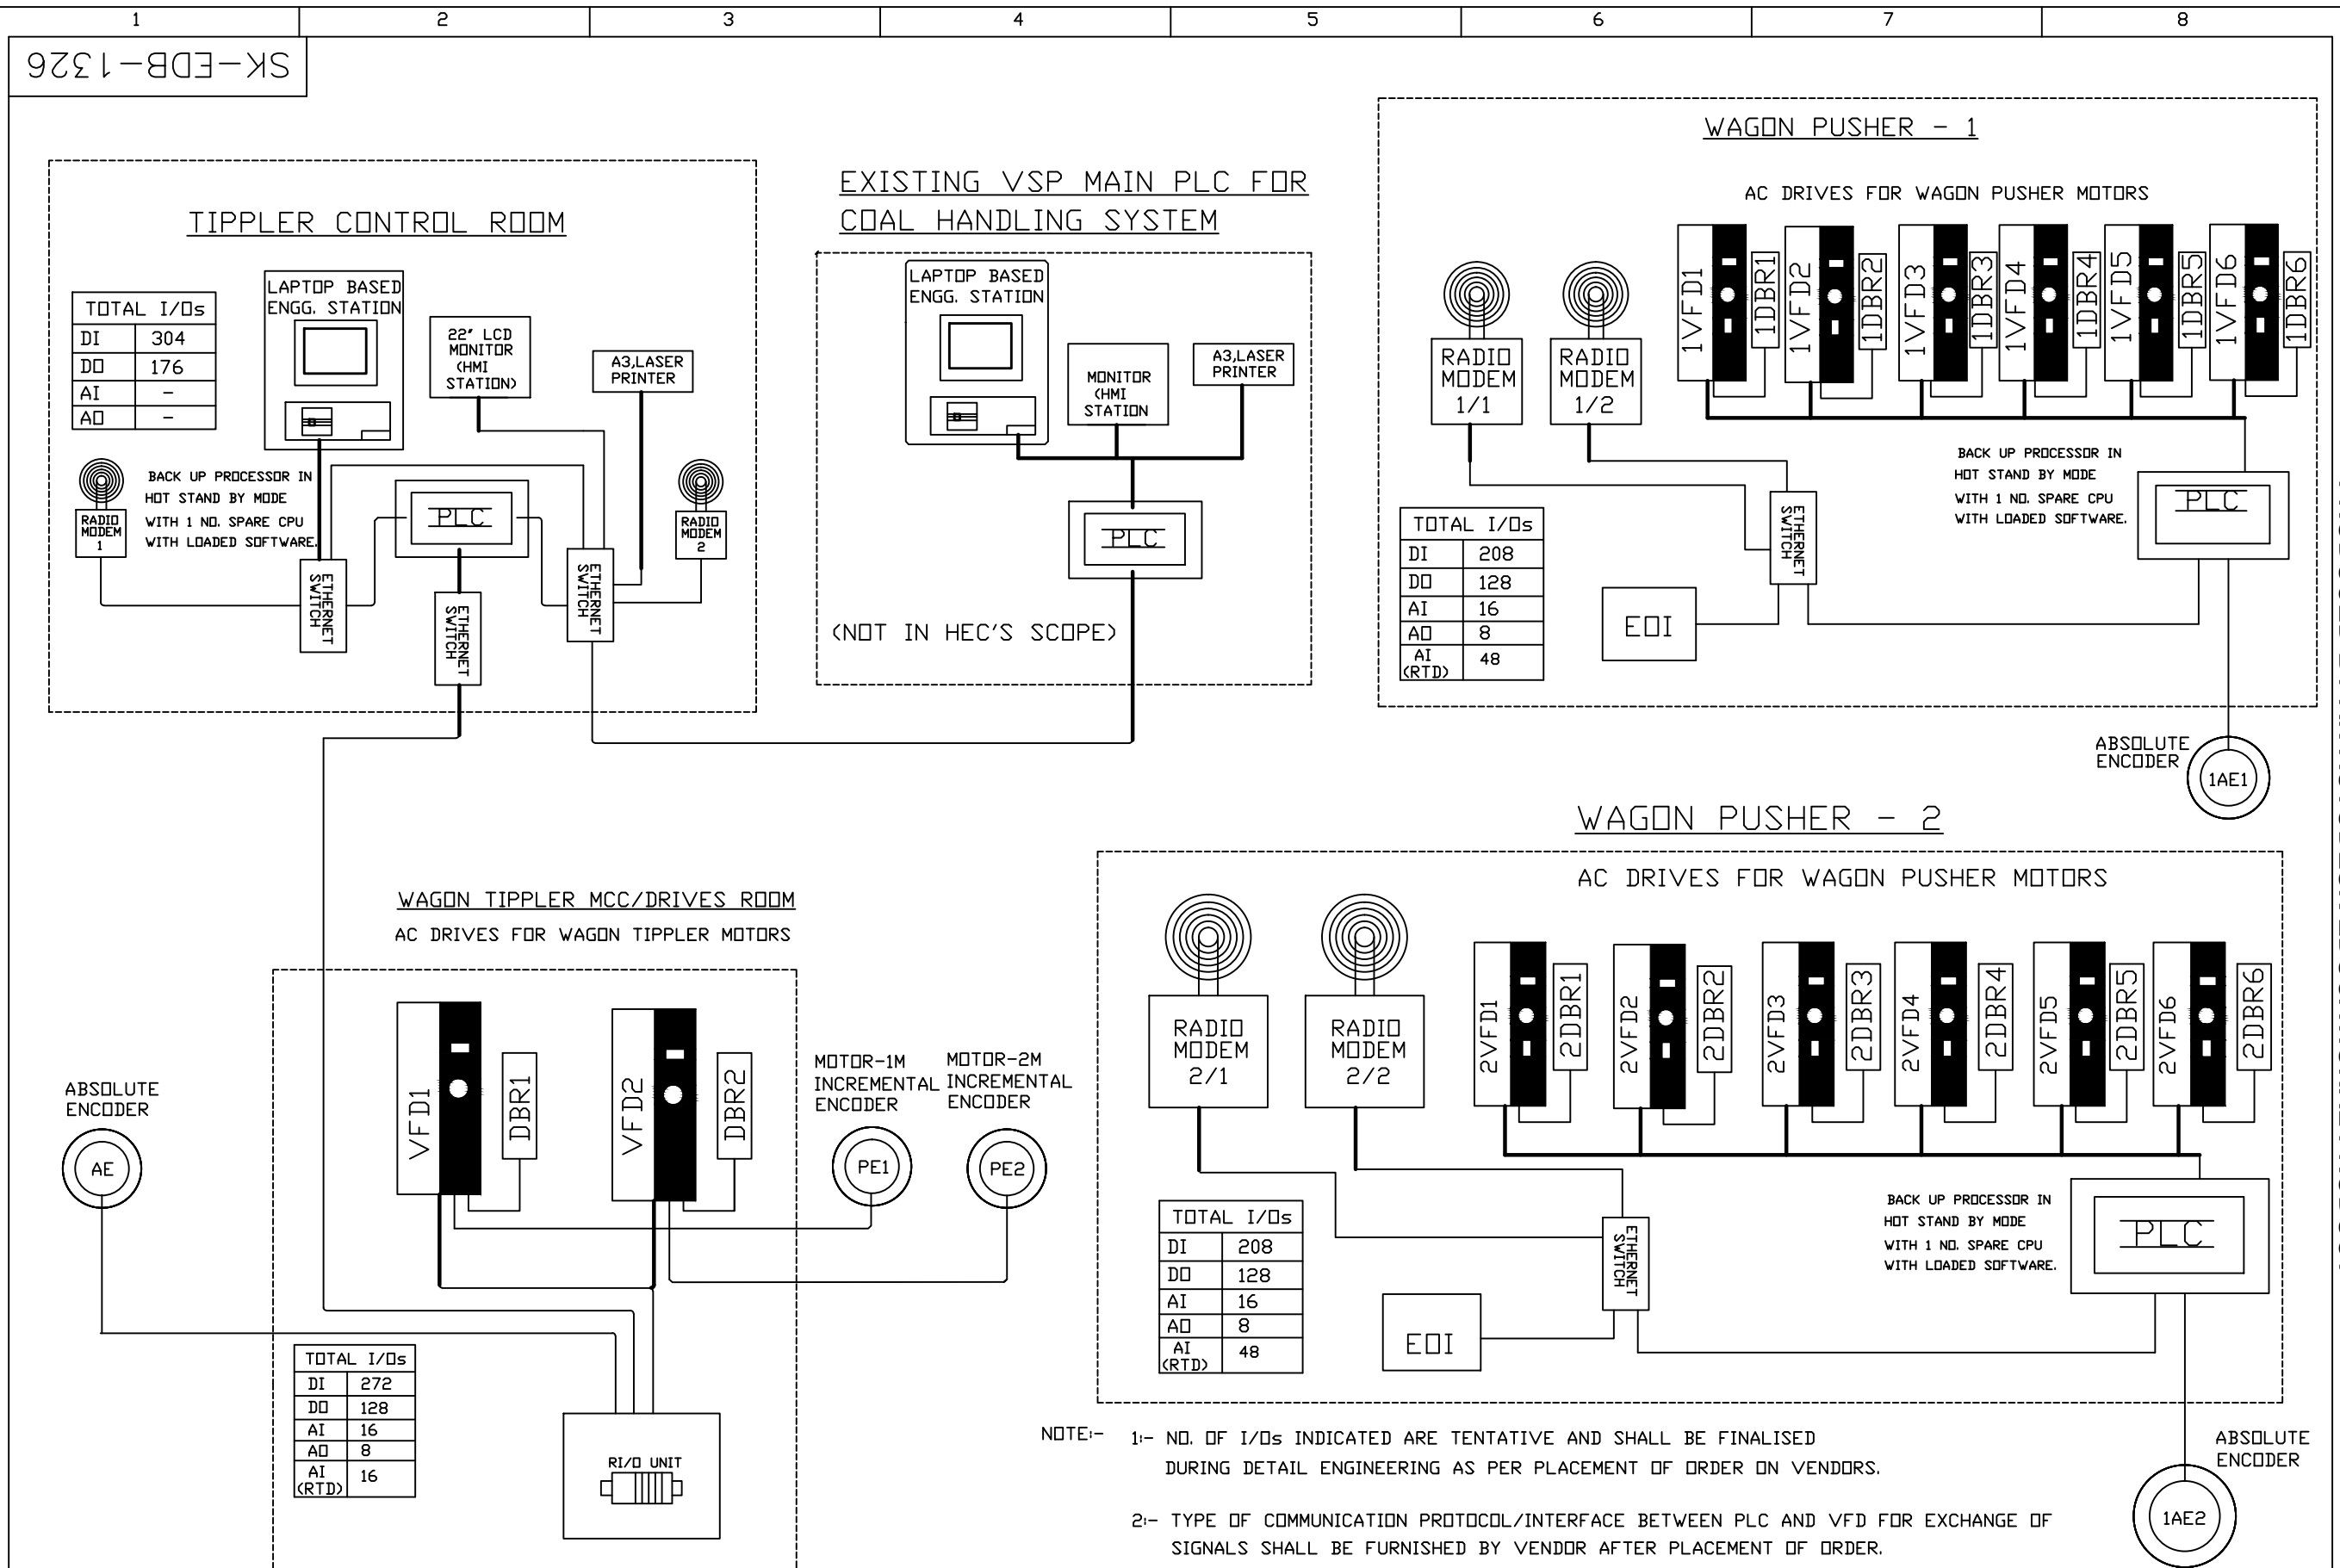 1 2 3 4 5 6 7 8
SK-EDB-1326
TIPPLER CONTROL ROOM
TOTAL I/Os
DI 304
DO 176
AI -
AO -
LAPTOP BASED
ENGG. STATION
22" LCD
MONITOR
(HMI
STATION)
A3,LASER
PRINTER
RADIO
MODEM
1
BACK UP PROCESSOR IN
HOT STAND BY MODE
WITH 1 NO. SPARE CPU
WITH LOADED SOFTWARE.
PLC
RADIO
MODEM
2
ETHERNET
SWITCH
ETHERNET
SWITCH
ETHERNET
SWITCH
EXISTING VSP MAIN PLC FOR
COAL HANDLING SYSTEM
LAPTOP BASED
ENGG. STATION
MONITOR
(HMI
STATION
A3,LASER
PRINTER
PLC
(NOT IN HEC'S SCOPE)
WAGON PUSHER - 1
AC DRIVES FOR WAGON PUSHER MOTORS
1VFD1
1DBR1
1VFD2
1DBR2
1VFD3
1DBR3
1VFD4
1DBR4
1VFD5
1DBR5
1VFD6
1DBR6
RADIO
MODEM
1/1
RADIO
MODEM
1/2
BACK UP PROCESSOR IN
HOT STAND BY MODE
WITH 1 NO. SPARE CPU
WITH LOADED SOFTWARE.
PLC
ETHERNET
SWITCH
TOTAL I/Os
DI 208
DO 128
AI 16
AO 8
AI
(RTD) 48
EOI
ABSOLUTE
ENCODER
1AE1
WAGON TIPPLER MCC/DRIVES ROOM
AC DRIVES FOR WAGON TIPPLER MOTORS
VFD1
DBR1
VFD2
DBR2
ABSOLUTE
ENCODER
AE
MOTOR-1M
INCREMENTAL
ENCODER
PE1
MOTOR-2M
INCREMENTAL
ENCODER
PE2
TOTAL I/Os
DI 272
DO 128
AI 16
AO 8
AI
(RTD) 16
RI/O UNIT
WAGON PUSHER - 2
AC DRIVES FOR WAGON PUSHER MOTORS
RADIO
MODEM
2/1
RADIO
MODEM
2/2
2VFD1
2DBR1
2VFD2
2DBR2
2VFD3
2DBR3
2VFD4
2DBR4
2VFD5
2DBR5
2VFD6
2DBR6
TOTAL I/Os
DI 208
DO 128
AI 16
AO 8
AI
(RTD) 48
ETHERNET
SWITCH
EOI
BACK UP PROCESSOR IN
HOT STAND BY MODE
WITH 1 NO. SPARE CPU
WITH LOADED SOFTWARE.
PLC
ABSOLUTE
ENCODER
1AE2
NOTE:- 1:- NO. OF I/Os INDICATED ARE TENTATIVE AND SHALL BE FINALISED
DURING DETAIL ENGINEERING AS PER PLACEMENT OF ORDER ON VENDORS.
2:- TYPE OF COMMUNICATION PROTOCOL/INTERFACE BETWEEN PLC AND VFD FOR EXCHANGE OF
SIGNALS SHALL BE FURNISHED BY VENDOR AFTER PLACEMENT OF ORDER.